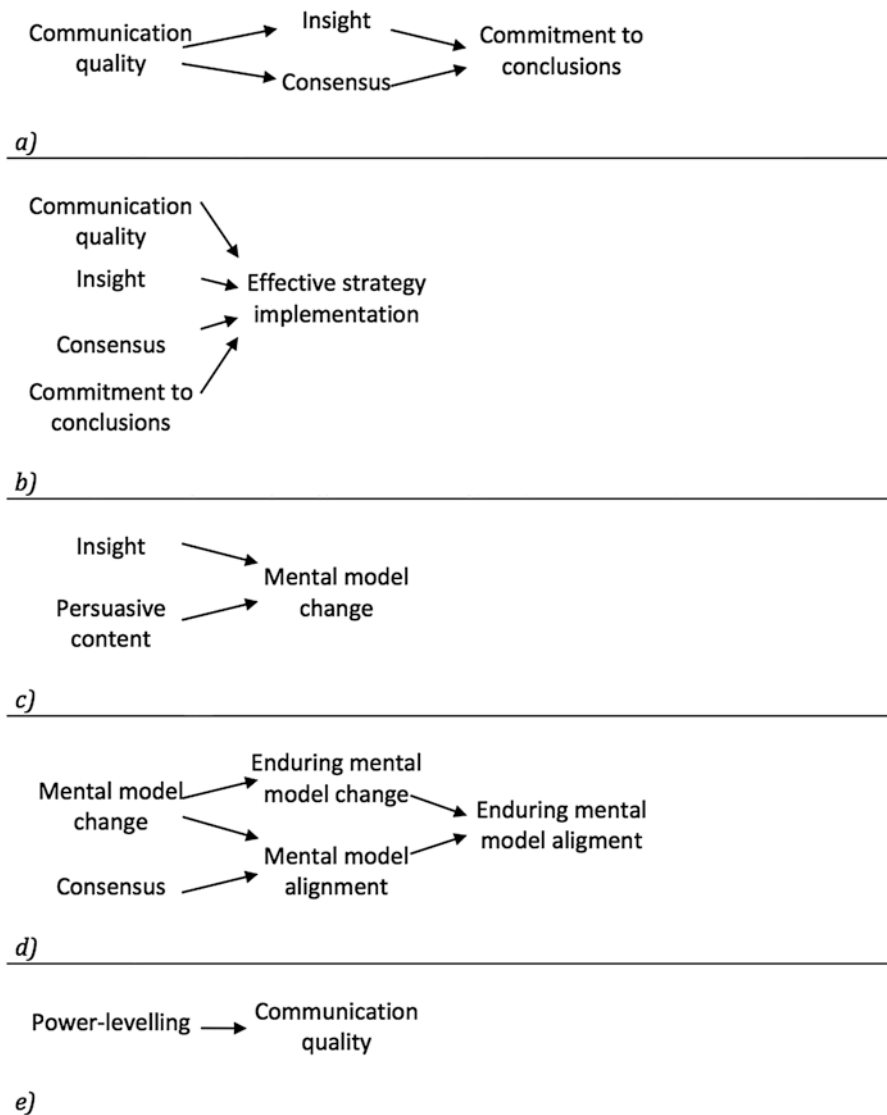 Communication
quality
Insight
Consensus
Commitment to
conclusions
a)
Communication
quality
Insight
Consensus
Commitment to
conclusions
Effective strategy
implementation
b)
Insight
Persuasive
content
Mental model
change
c)
Mental model
change
Consensus
Enduring mental
model change
Mental model
alignment
Enduring mental
model aligment
d)
Power-levelling
Communication
quality
e)